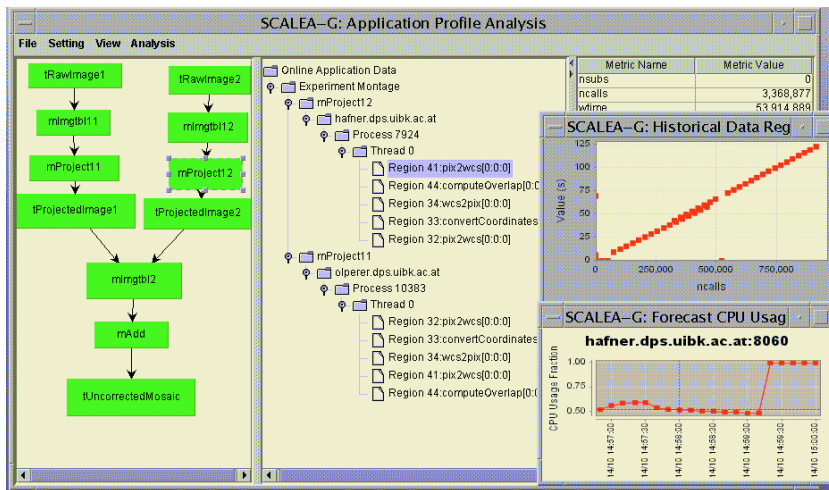 SCALEA-G: Application Profile Analysis
File Setting View Analysis
tRawImage1
tRawImage2
mImgtbl11
mImgtbl12
mProject11
mProject12
tProjectedImage1
tProjectedImage2
mImgtbl2
mAdd
tUncorrectedMosaic
Online Application Data
Experiment Montage
mProject12
hafner.dps.uibk.ac.at
Process 7924
Thread 0
Region 41:pix2wcs[0:0:0]
Region 44:computeOverlap[0:0
Region 34:wcs2pix[0:0:0]
Region 33:convertCoordinates
Region 32:pix2wcs[0:0:0]
mProject11
olperer.dps.uibk.ac.at
Process 10383
Thread 0
Region 32:pix2wcs[0:0:0]
Region 33:convertCoordinates
Region 34:wcs2pix[0:0:0]
Region 41:pix2wcs[0:0:0]
Region 44:computeOverlap[0:0
Metric Name Metric Value
nsubs 0
ncalls 3,368,877
wtime 53,914,889
SCALEA-G: Historical Data Reg
Value (s)
125
100
75
50
25
0
0 250,000 500,000 750,000
ncalls
SCALEA-G: Forecast CPU Usag
hafner.dps.uibk.ac.at:8060
CPU Usage Fraction
1.00
0.75
0.50
14/10 14:57:00
14/10 14:57:30
14/10 14:58:00
14/10 14:58:30
14/10 14:59:00
14/10 14:59:30
14/10 15:00:00